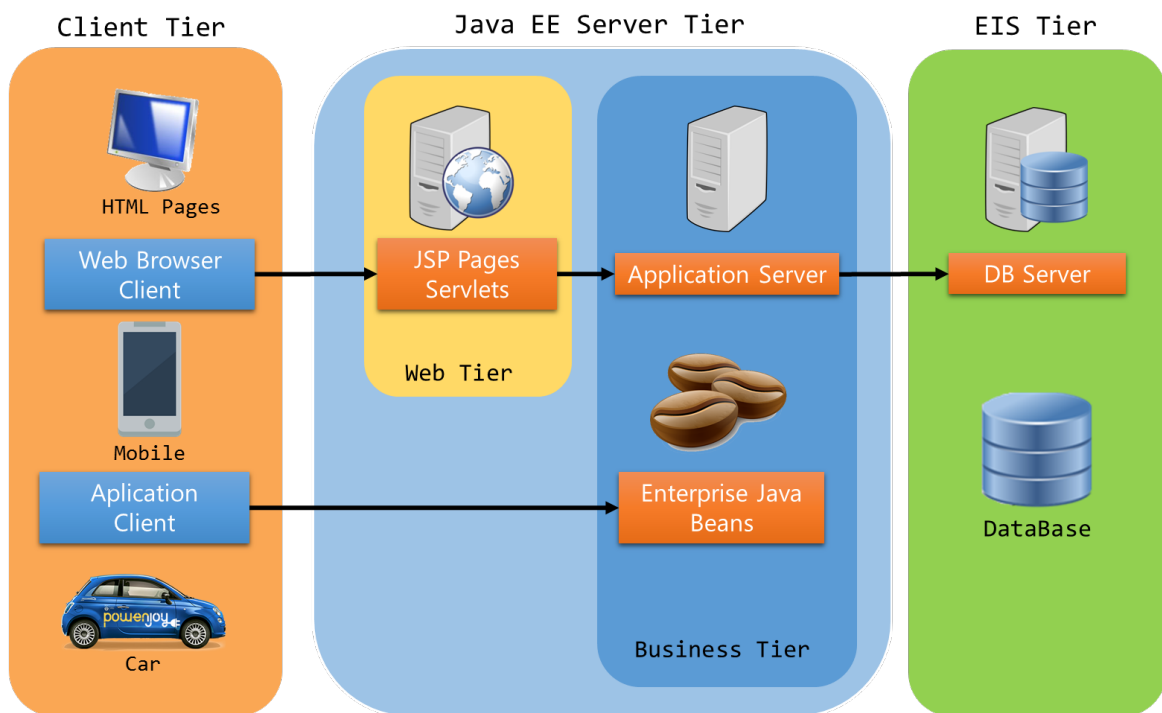 Client Tier
Java EE Server Tier
EIS Tier
HTML Pages
Web Browser
Client
JSP Pages
Servlets
Application Server
DB Server
Web Tier
Mobile
Aplication
Client
Enterprise Java
Beans
DataBase
powenjoy
Car
Business Tier